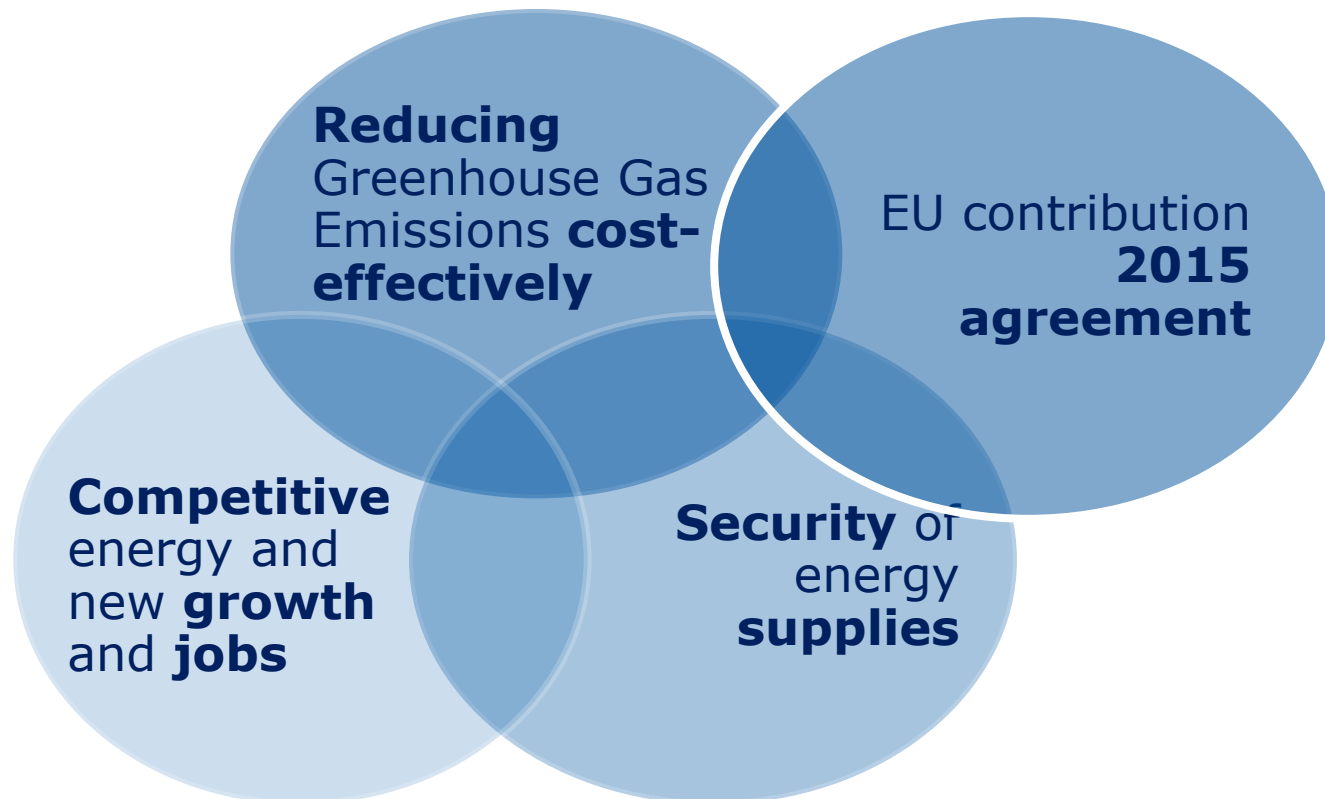 Reducing
Greenhouse Gas
Emissions cost-
effectively
EU contribution
2015
agreement
Competitive
energy and
new growth
and jobs
Security of
energy
supplies